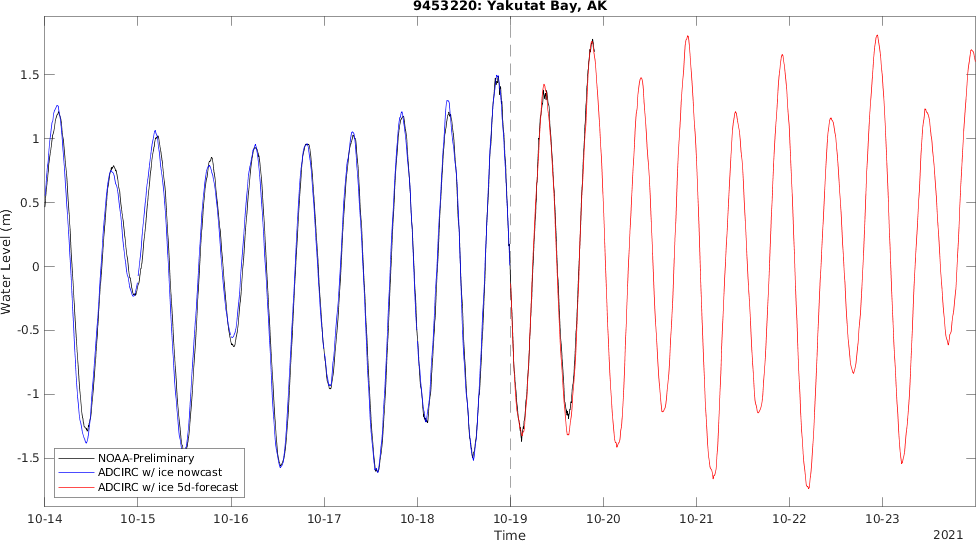 9453220: Yakutat Bay, AK
Water Level (m)
1.5
1
0.5
0
-0.5
-1
-1.5
NOAA-Preliminary
ADCIRC w/ ice nowcast
ADCIRC w/ ice 5d-forecast
10-14 10-15 10-16 10-17 10-18 10-19 10-20 10-21 10-22 10-23
Time
2021